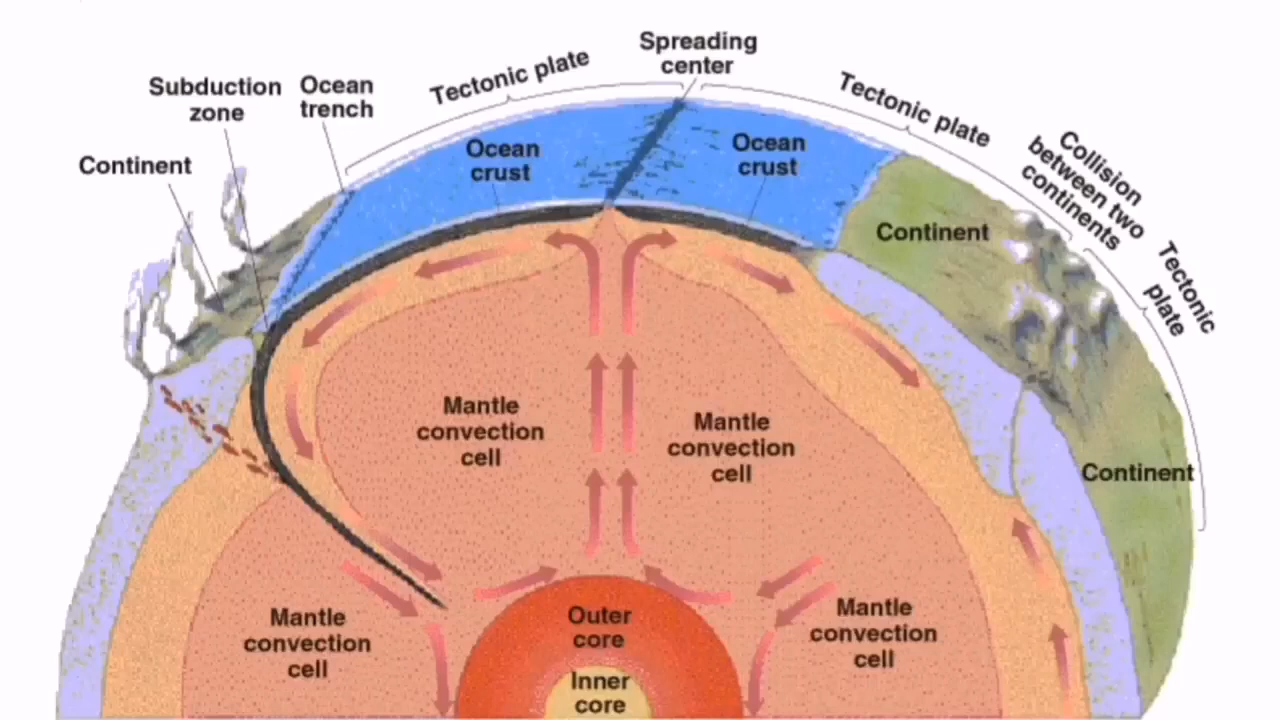 Spreading
center
Tectonic plate
Subduction
zone
Ocean
trench
Tectonic plate
Collision
between two
continents
Continent
Ocean
crust
Ocean
crust
Continent
Tectonic
plate
Mantle
convection
cell
Mantle
convection
cell
Continent
Mantle
convection
cell
Outer
core
Mantle
convection
cell
Inner
core